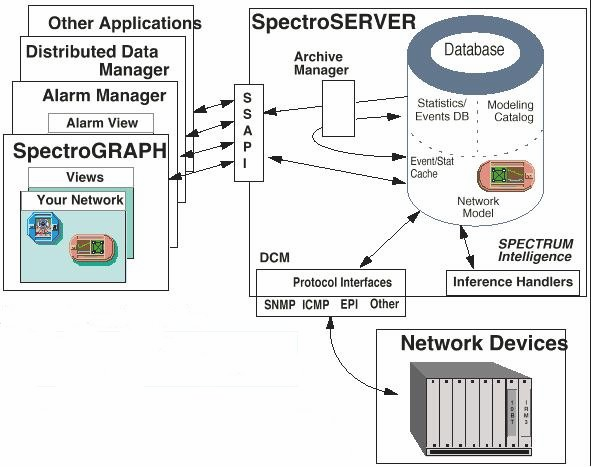 Other Applications
Distributed Data
Manager
Alarm Manager
Alarm View
SpectroGRAPH
Views
Your Network
S
S
A
P
I
SpectroSERVER
Archive
Manager
Database
Statistics/
Events DB
Modeling
Catalog
Event/Stat
Cache
Network
Model
SPECTRUM
Intelligence
Inference Handlers
DCM
Protocol Interfaces
SNMP ICMP EPI Other
Network Devices
10BT
IRM3